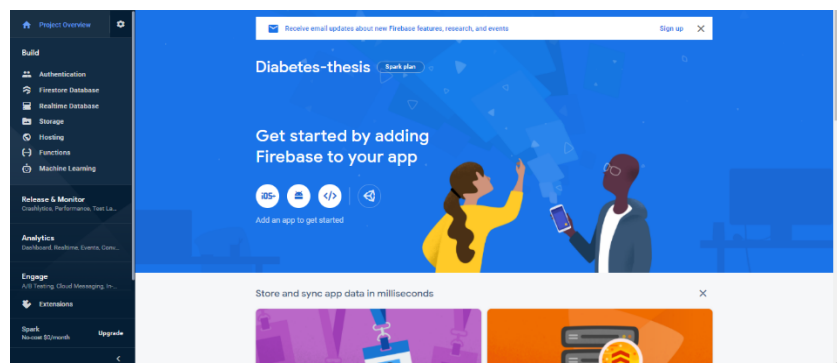 Project Overview
Build
Authentication
Firestore Database
Realtime Database
Storage
Hosting
Functions
Machine Learning
Release & Monitor
Crashlytics, Performance, Test La...
Analytics
Dashboard, Realtime, Events, Conv...
Engage
A/B Testing, Cloud Messaging, In-...
Extensions
Spark
No-cost $0/month
Upgrade
Receive email updates about new Firebase features, research, and events
Sign up
Diabetes-thesis Spark plan
Get started by adding
Firebase to your app
iOS+
Add an app to get started
Store and sync app data in milliseconds